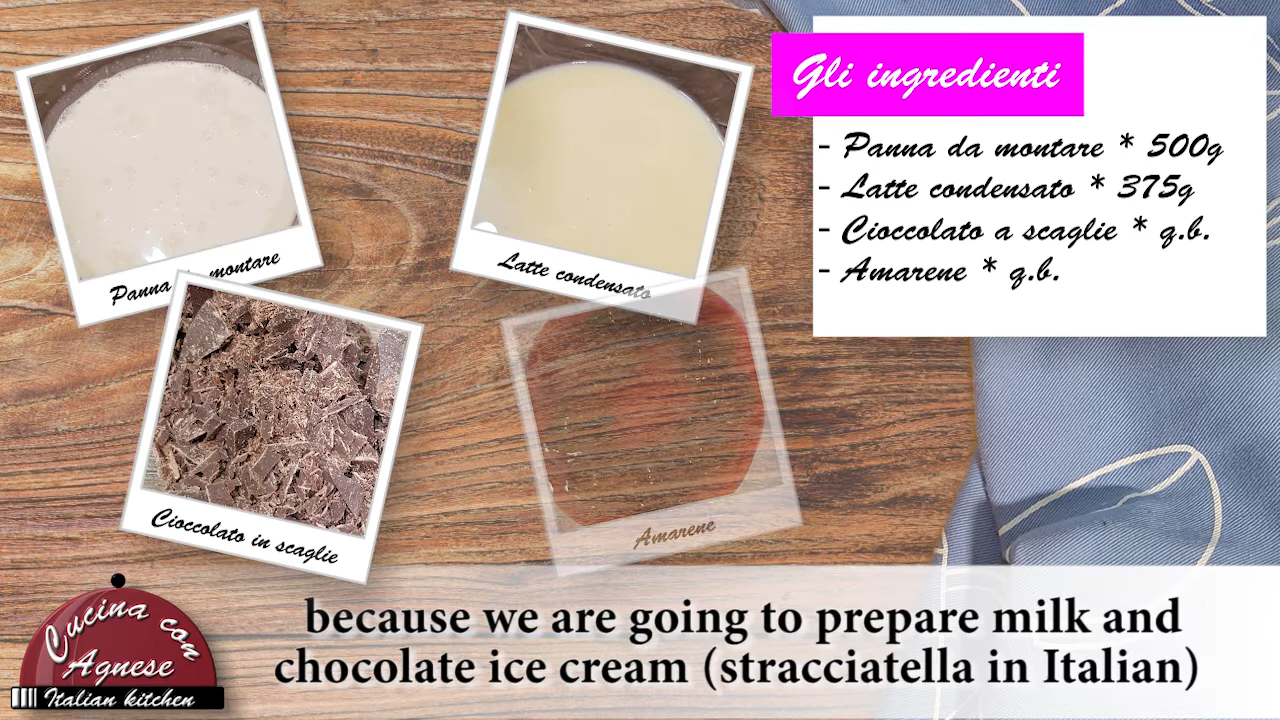 Gli ingredienti
- Panna da montare * 500g
- Latte condensato * 375g
- Cioccolato a scaglie * q.b.
- Amarene * q.b.
Panna montare
Latte condensato
Cioccolato in scaglie
Amarene
because we are going to prepare milk and
chocolate ice cream (stracciatella in Italian)
Cucina con
Agnese
Italian kitchen